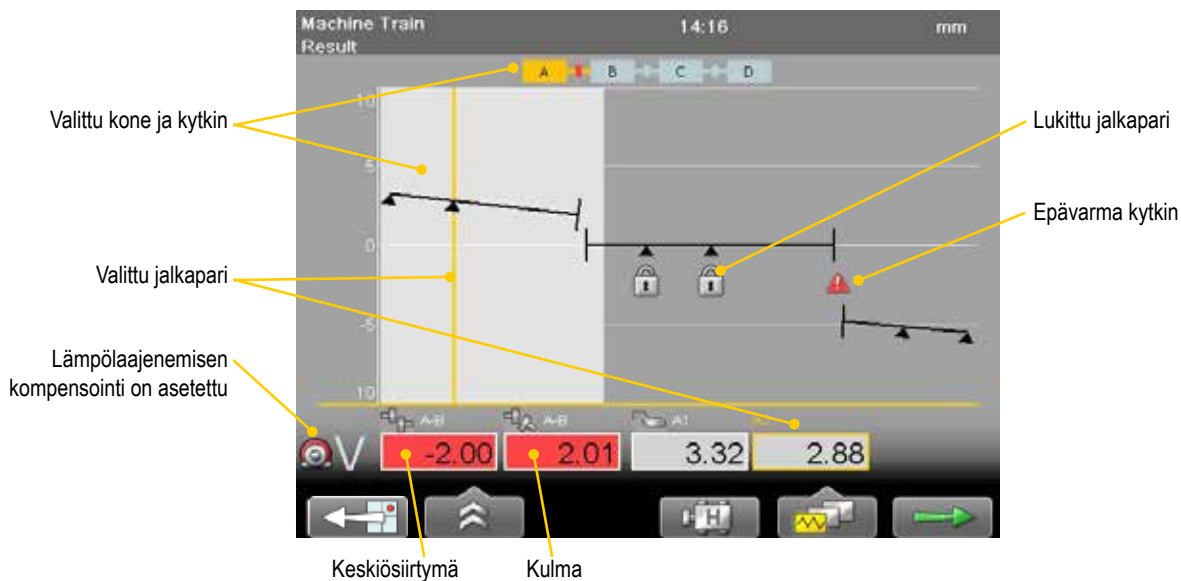 Machine Train
Result
14:16
mm
A B C D
10
5
0
-5
10
Valittu kone ja kytkin
Valittu jalkapari
Lämpölaajenemisen
kompensointi on asetettu
Lukittu jalkapari
Epävarma kytkin
A-B
A-B
A1
V
-2.00
2.01
3.32
2.88
H
Keskiösiirtymä
Kulma